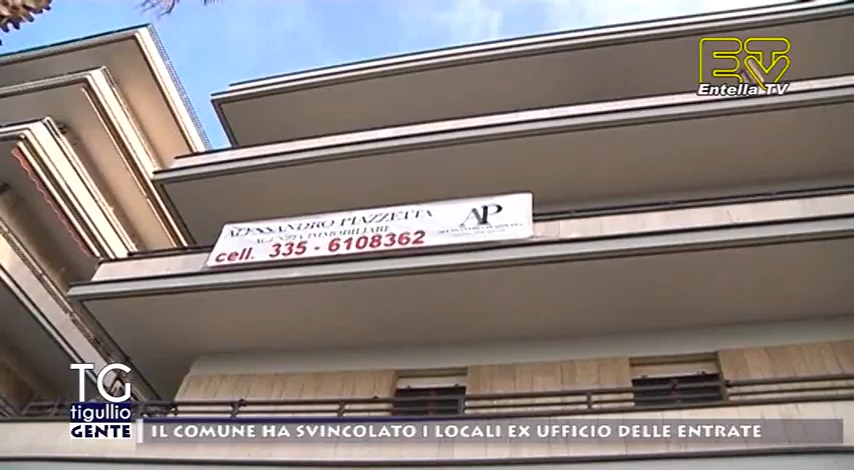 ET
Entella TV
ALESSANDRO PIAZZETTA
AGENZIA IMMOBILIARE
AP
cell. 335 - 6108362
TG
tigullio
GENTE
IL COMUNE HA SVINCOLATO I LOCALI EX UFFICIO DELLE ENTRATE